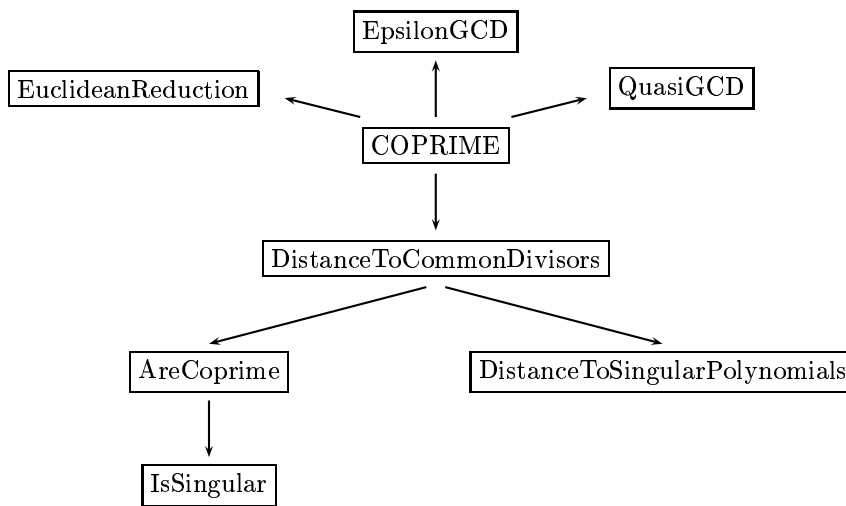 EpsilonGCD
EuclideanReduction
QuasiGCD
COPRIME
DistanceToCommonDivisors
AreCoprime
DistanceToSingularPolynomials
IsSingular